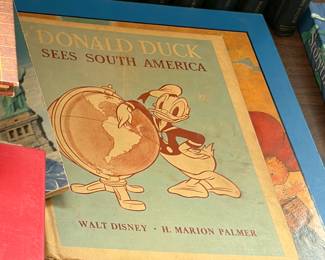 DONALD DUCK
SEES SOUTH AMERICA
WALT DISNEY • H. MARION PALMER